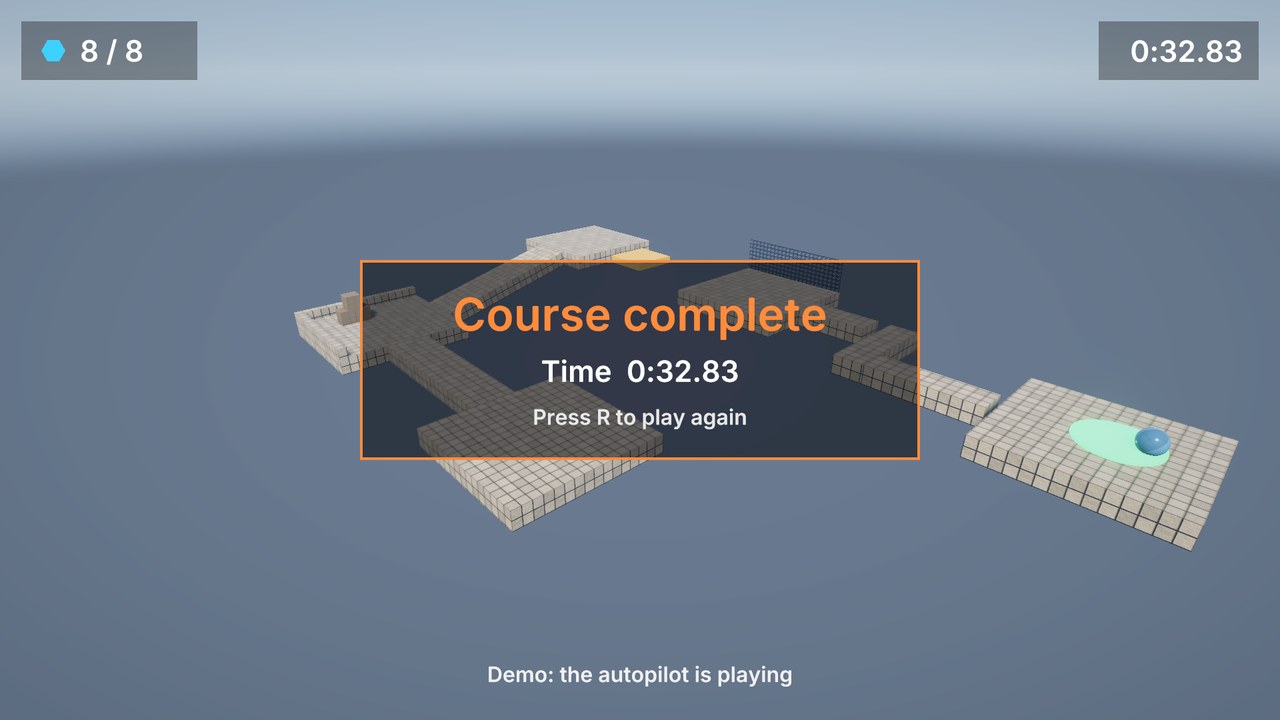 8 / 8
0:32.83
Course complete
Time 0:32.83
Press R to play again
Demo: the autopilot is playing